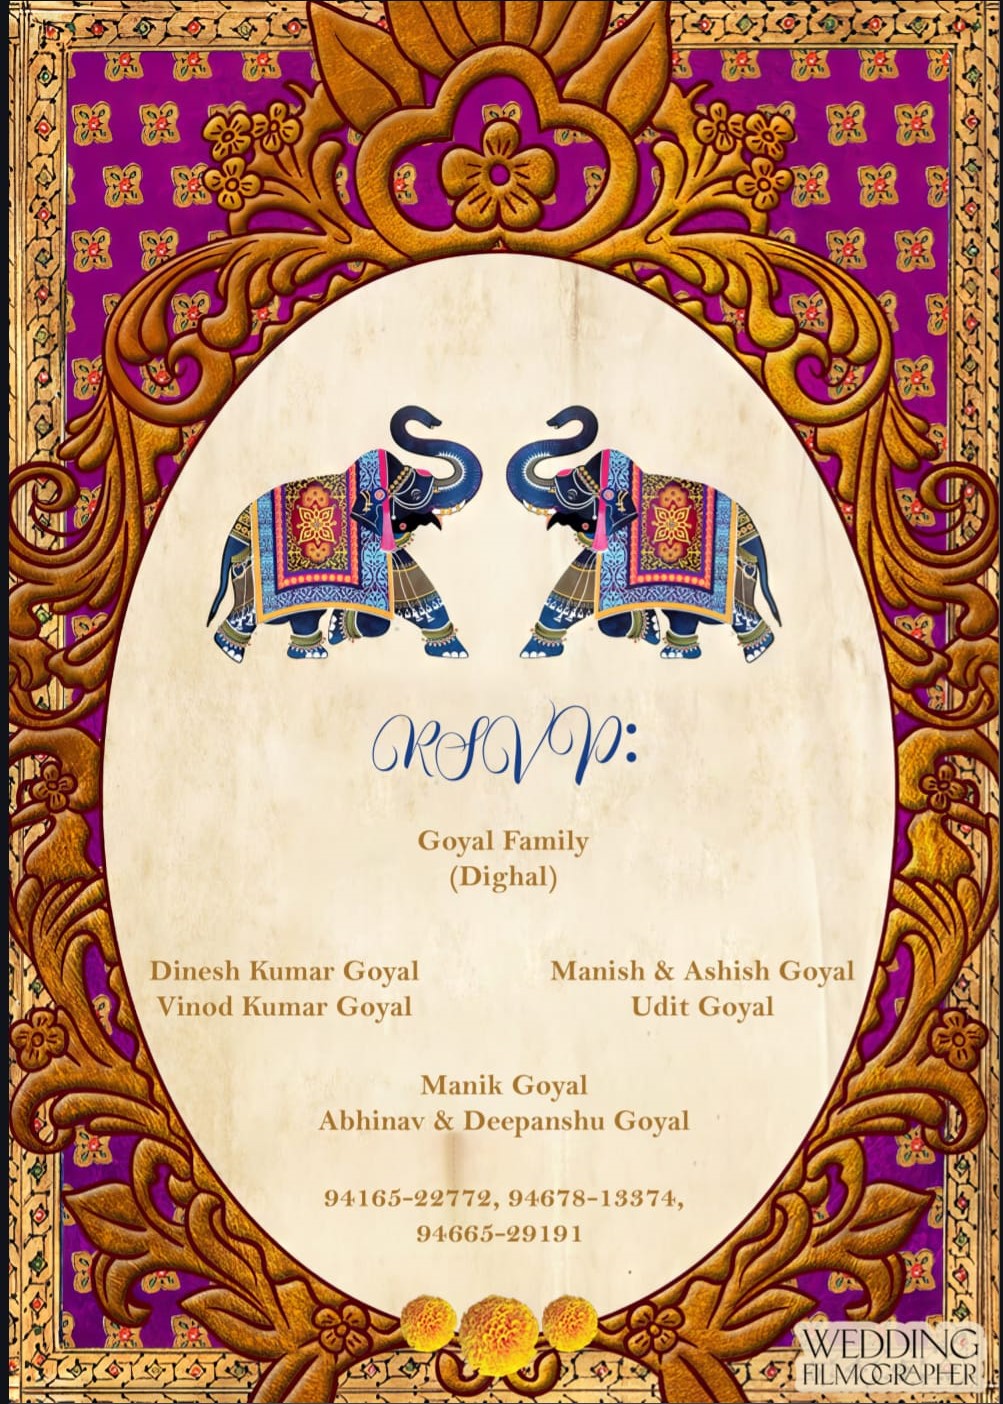 RSVP:
Goyal Family
(Dighal)
Dinesh Kumar Goyal
Vinod Kumar Goyal
Manish & Ashish Goyal
Udit Goyal
Manik Goyal
Abhinav & Deepanshu Goyal
94165-22772, 94678-13374,
94665-29191
WEDDING
FILMOGRAPHER